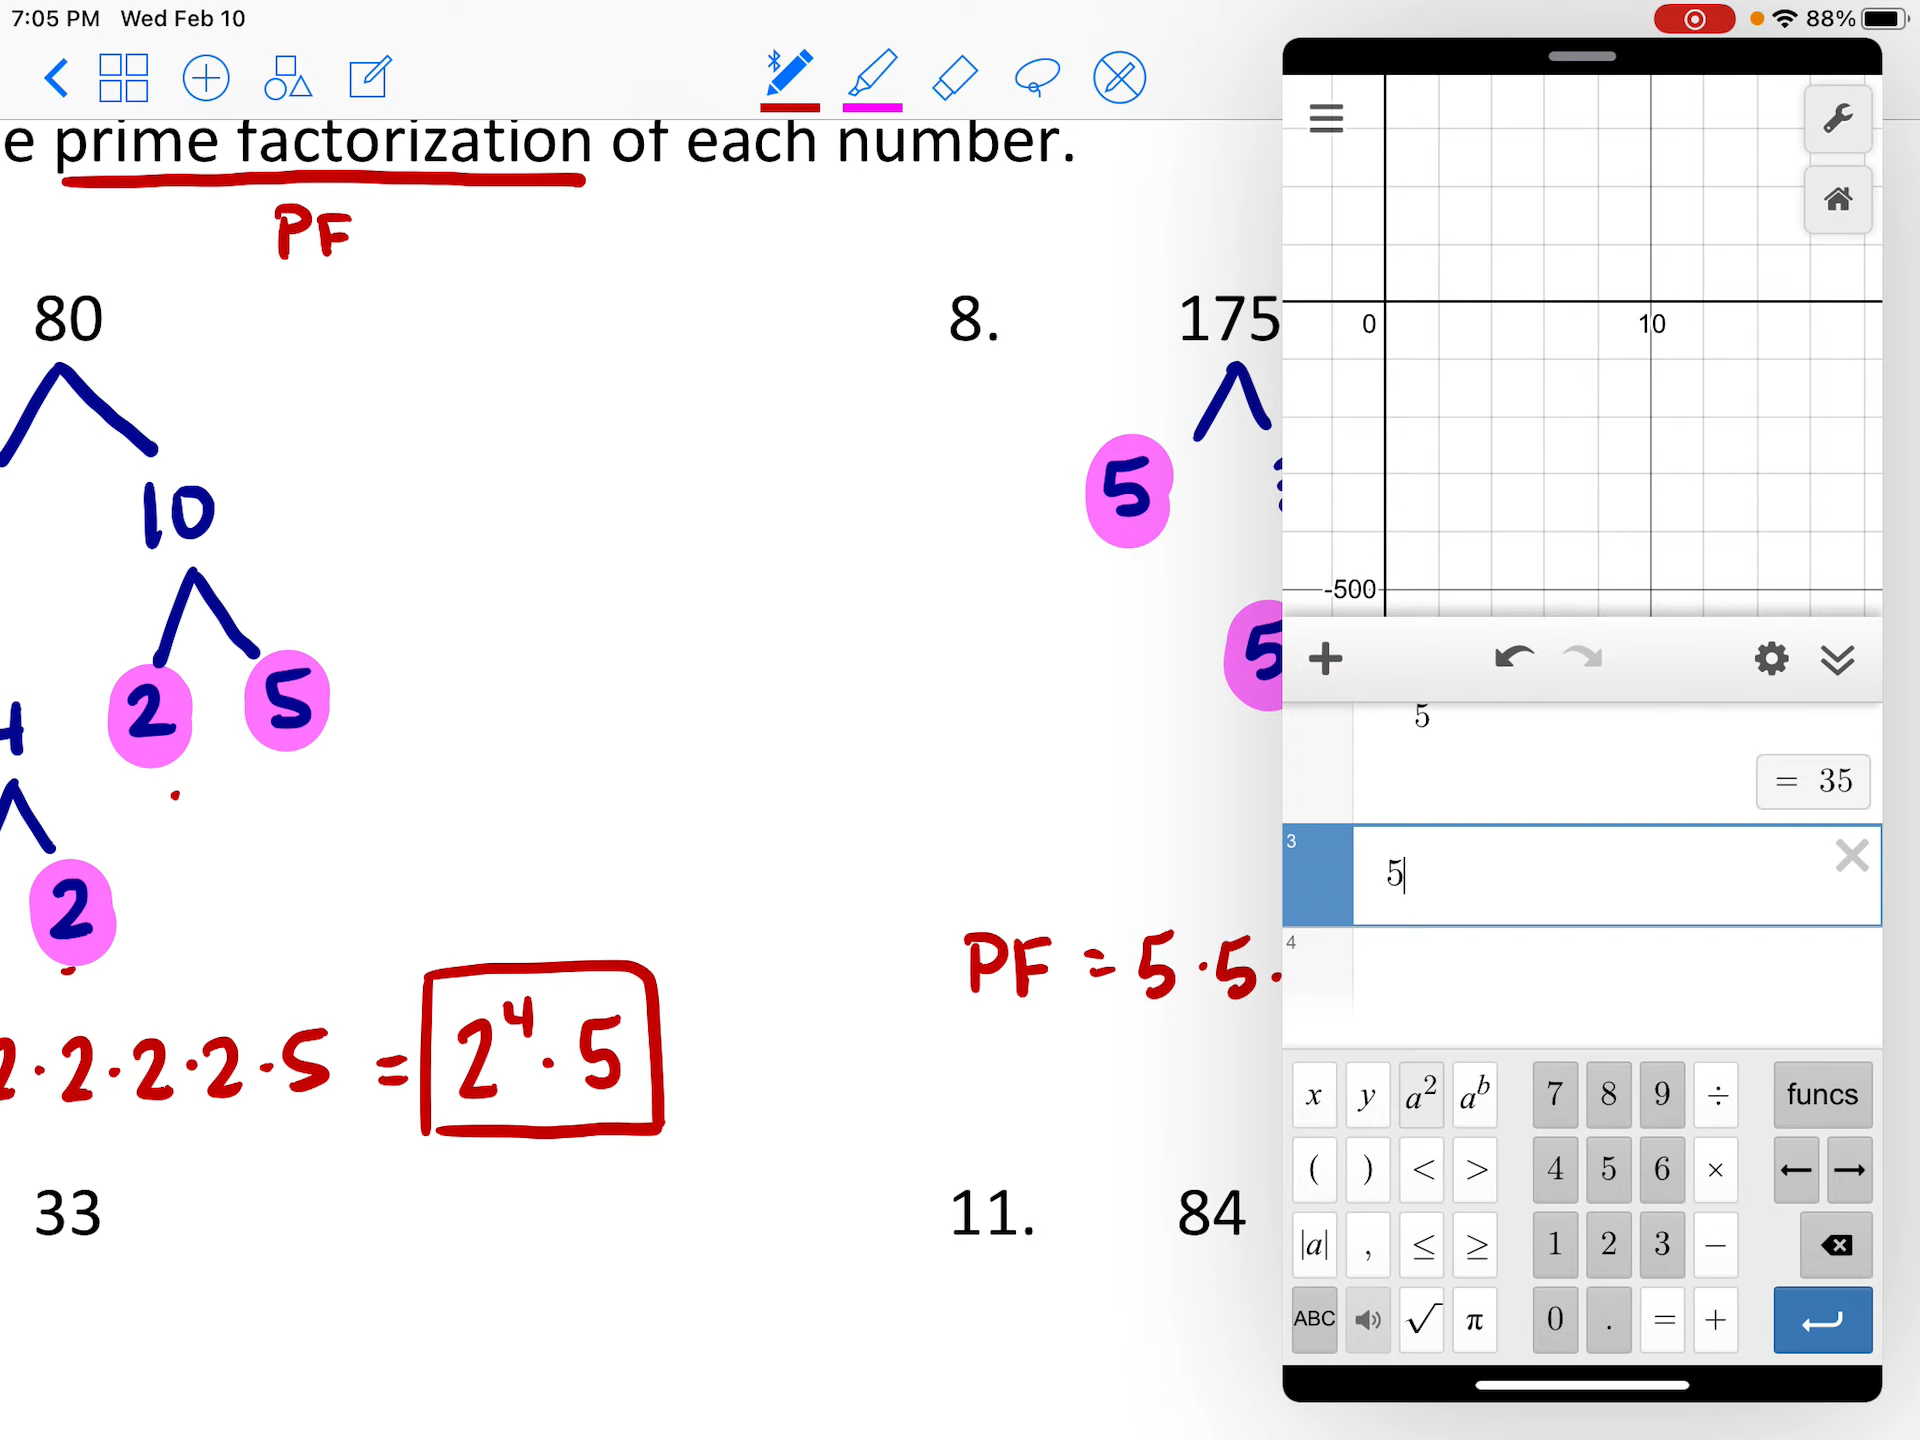 7:05 PM Wed Feb 10
88%
e prime factorization of each number.
PF
80
10
2 5
4
2
2 · 2 · 2 · 2 · 5 = 2⁴ · 5
8. 175
5
5
PF = 5 · 5 ·
33
11. 84
0 10
-500
5
= 35
3
5
4
x y a² aᵇ 7 8 9 ÷ funcs
( ) < > 4 5 6 × ← →
|a| , ≤ ≥ 1 2 3 −
ABC √ π 0 . = +